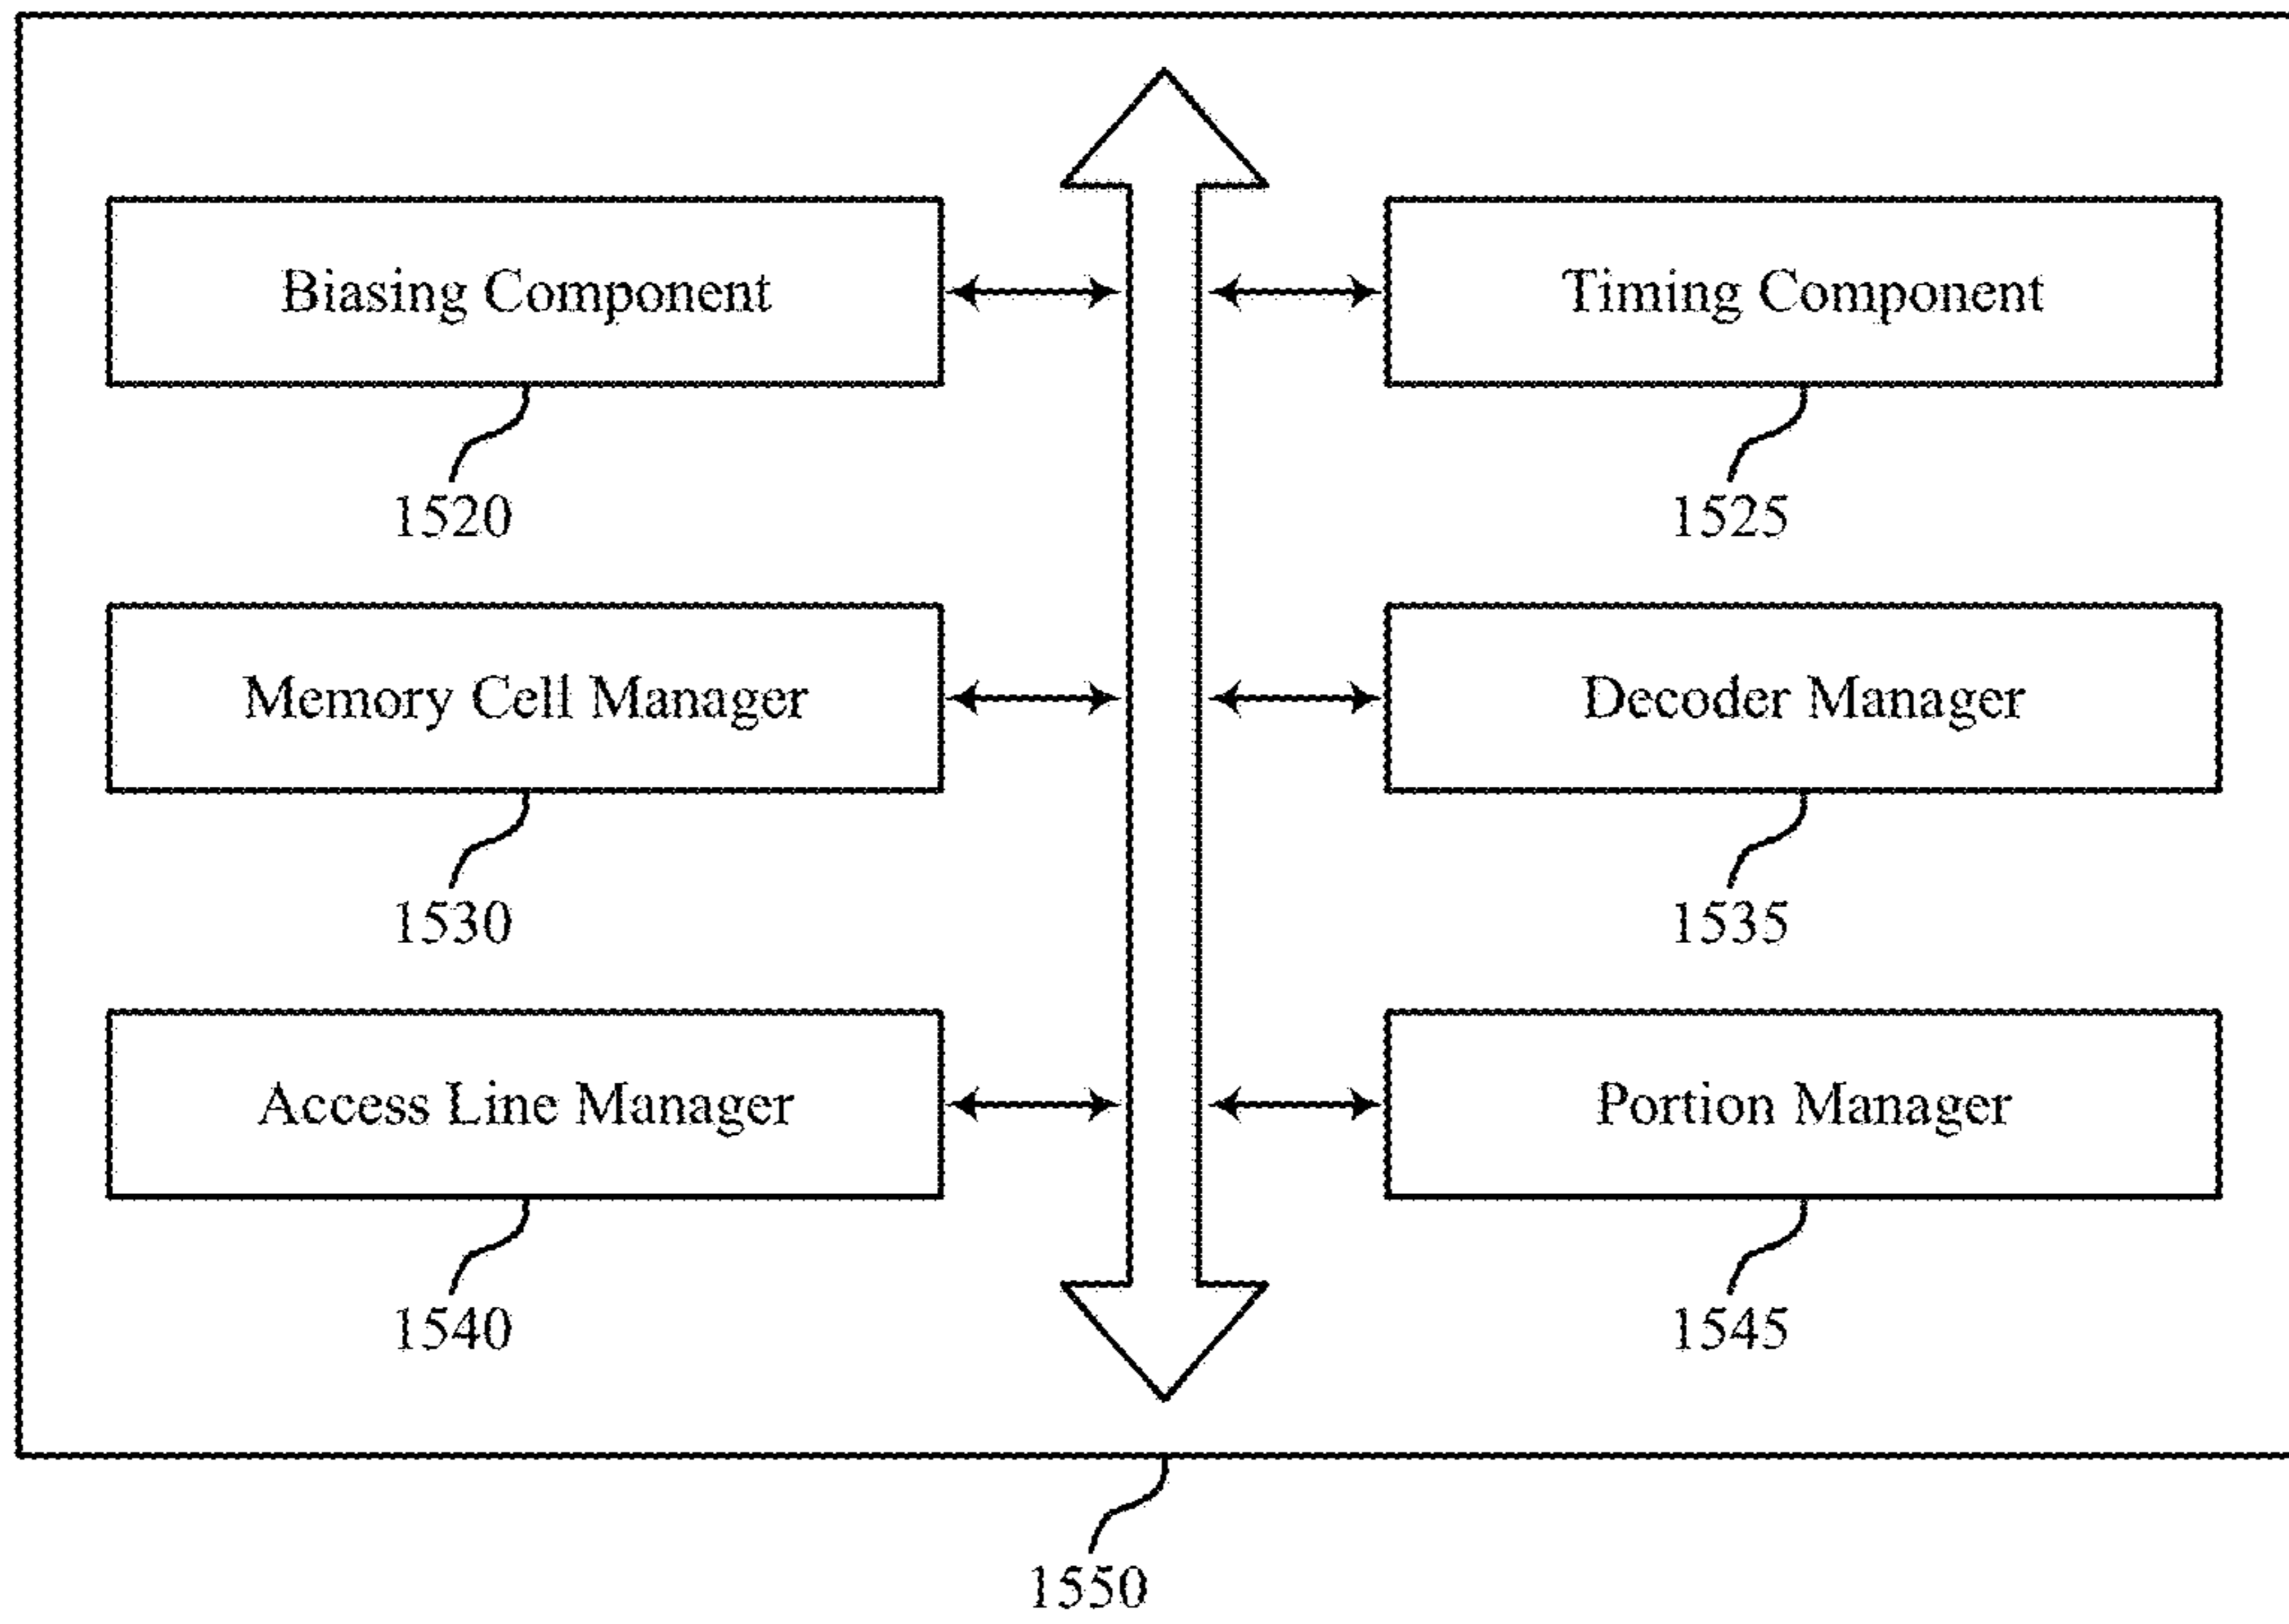 Biasing Component
Timing Component
1520
1525
Memory Cell Manager
Decoder Manager
1530
1535
Access Line Manager
Portion Manager
1540
1545
1550